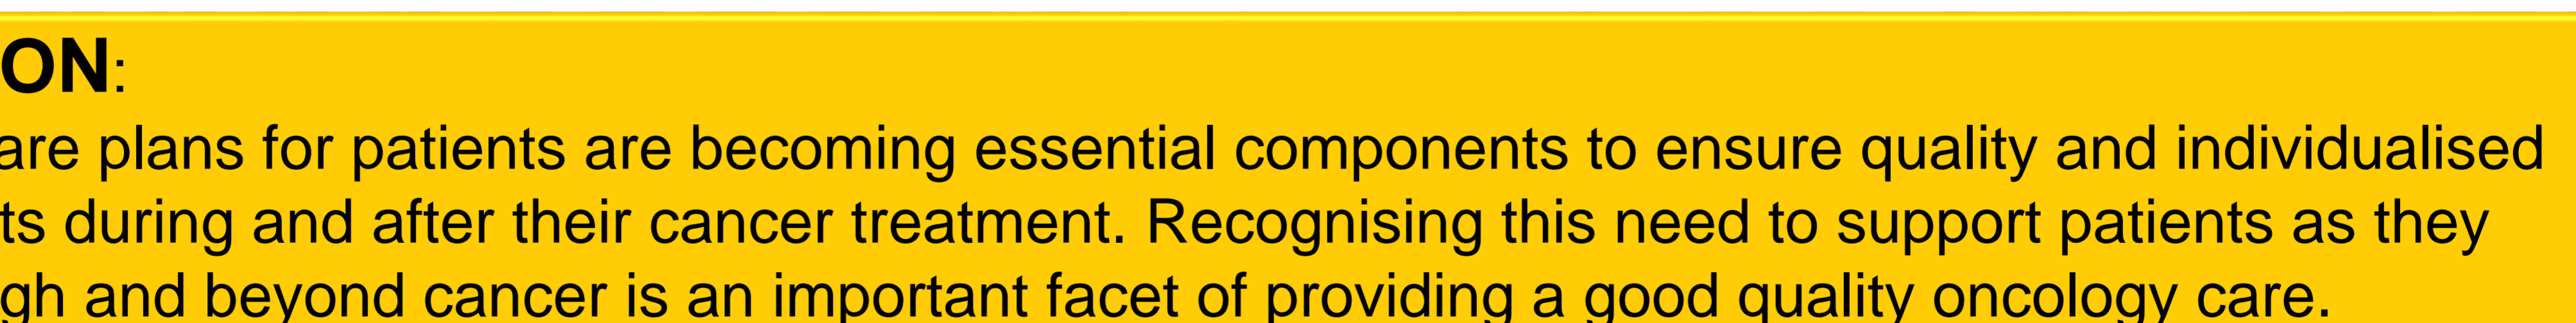 ON:
are plans for patients are becoming essential components to ensure quality and individualised
ts during and after their cancer treatment. Recognising this need to support patients as they
gh and beyond cancer is an important facet of providing a good quality oncology care.